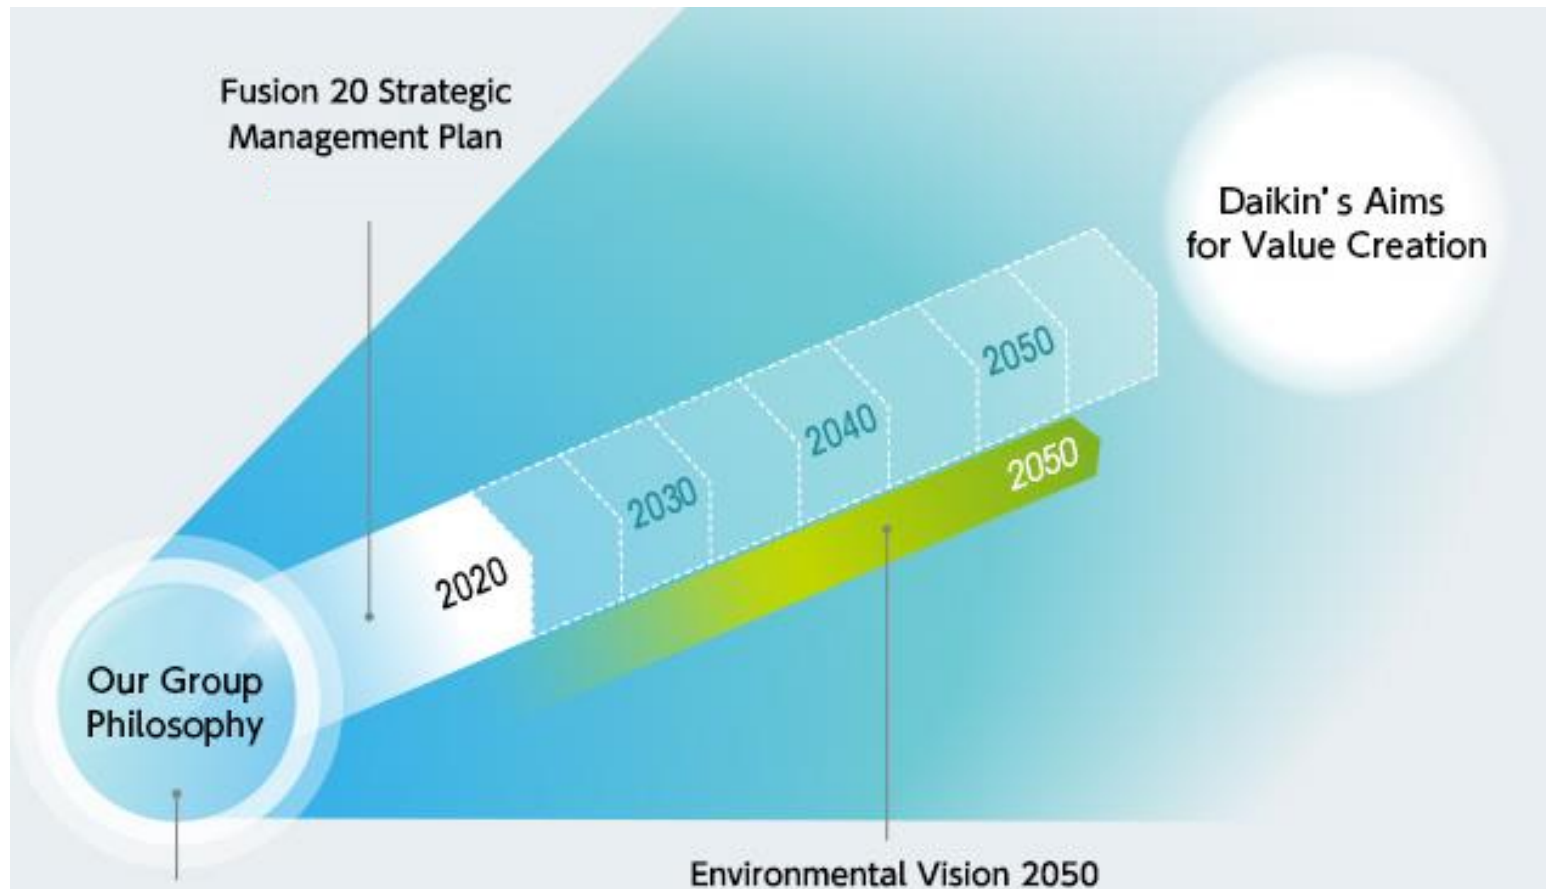 Fusion 20 Strategic
Management Plan
Daikin's Aims
for Value Creation
2050
2040
2030
2020
2050
Our Group
Philosophy
Environmental Vision 2050